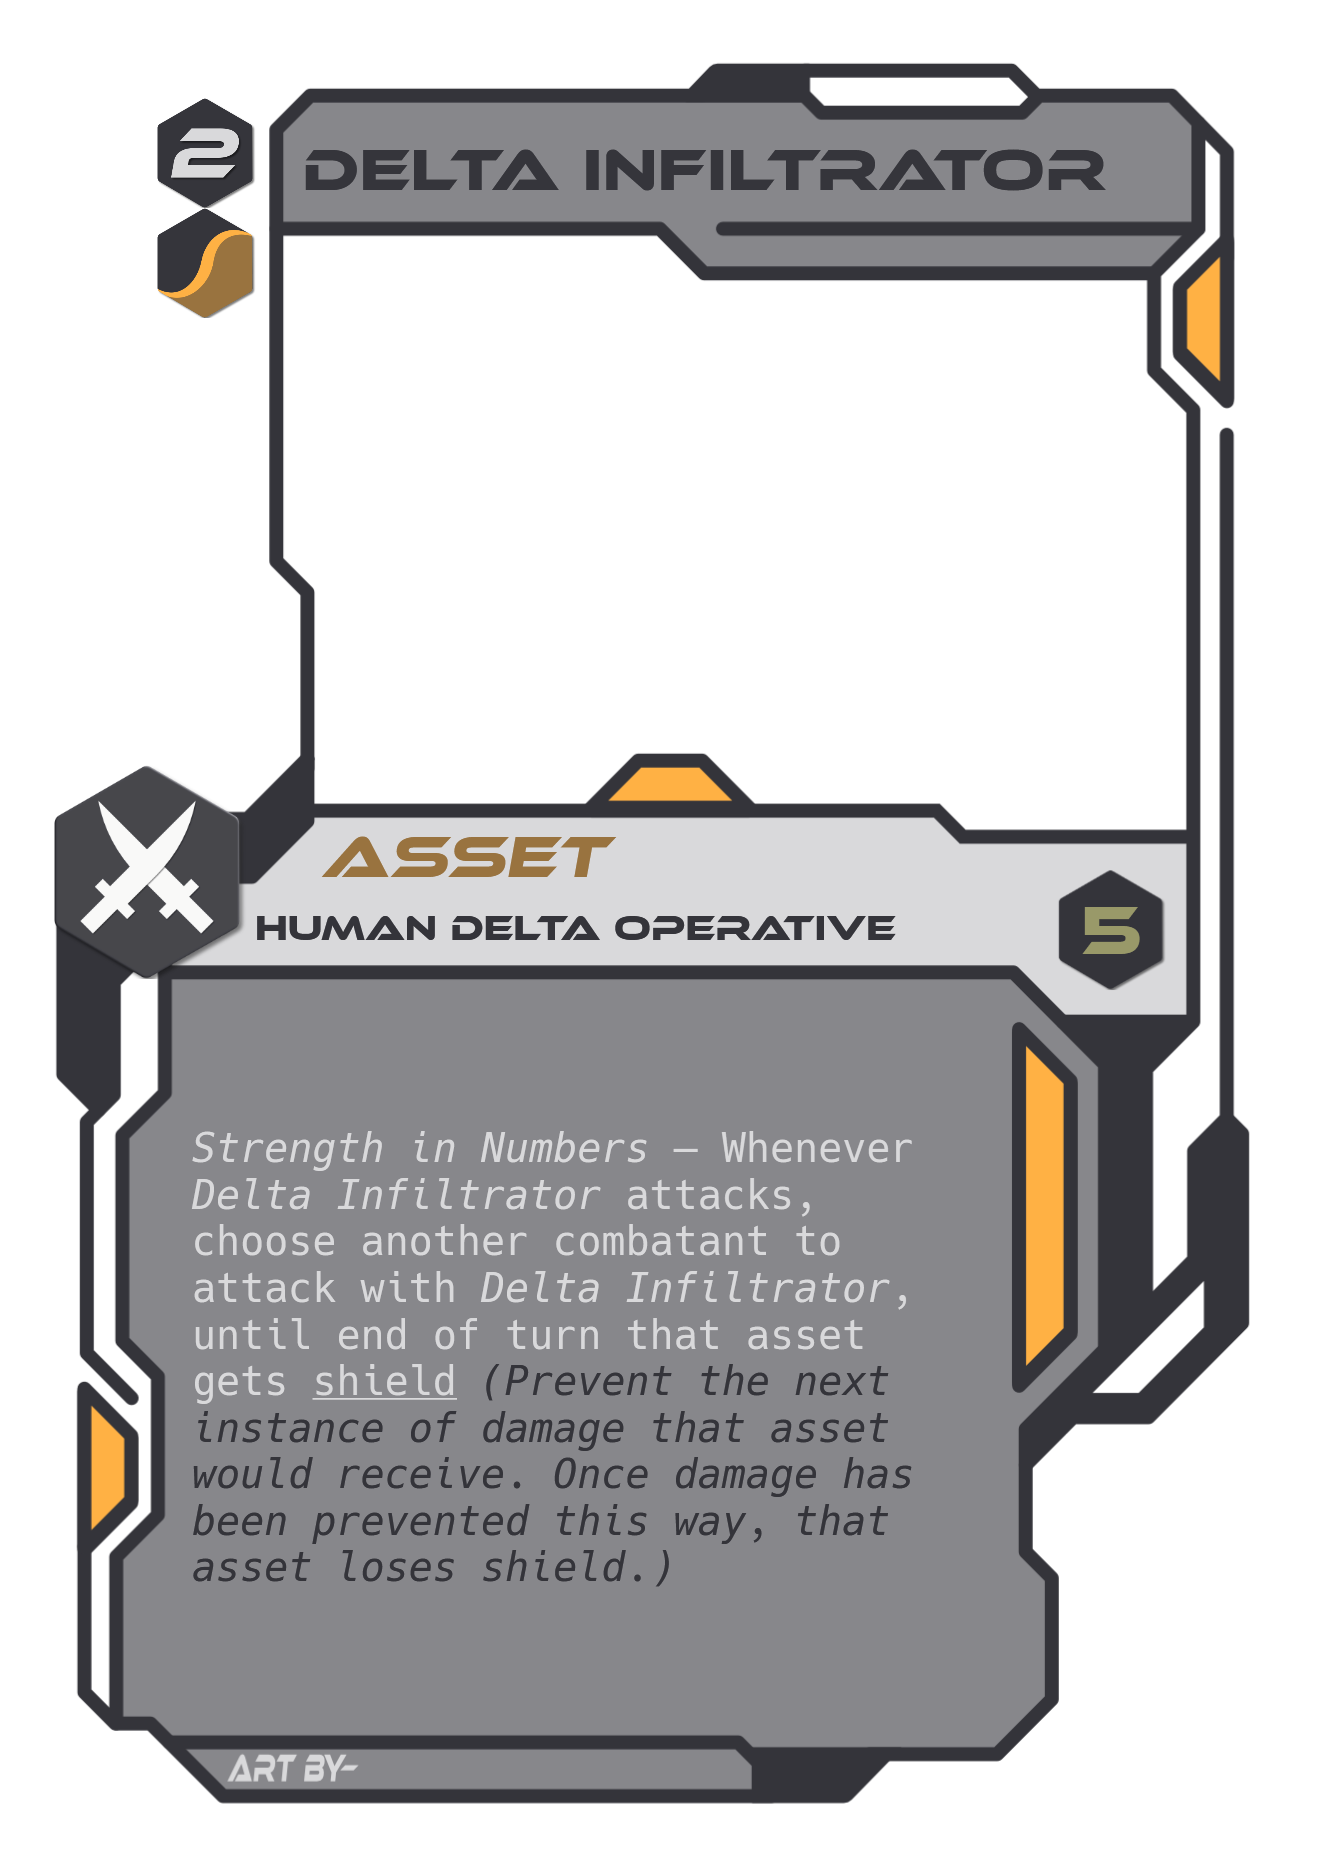 2
DELTA INFILTRATOR
ASSET
HUMAN DELTA OPERATIVE
5
Strength in Numbers — Whenever
Delta Infiltrator attacks,
choose another combatant to
attack with Delta Infiltrator,
until end of turn that asset
gets shield (Prevent the next
instance of damage that asset
would receive. Once damage has
been prevented this way, that
asset loses shield.)
ART BY-